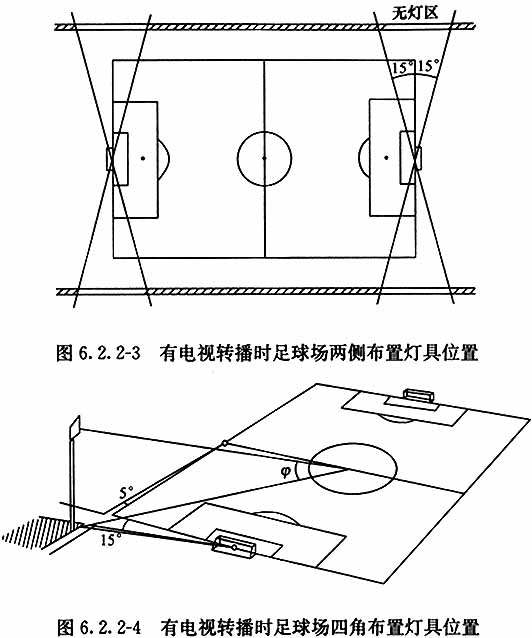 无灯区
15° 15°
图 6.2.2-3 有电视转播时足球场两侧布置灯具位置
φ
5°
15°
图 6.2.2-4 有电视转播时足球场四角布置灯具位置